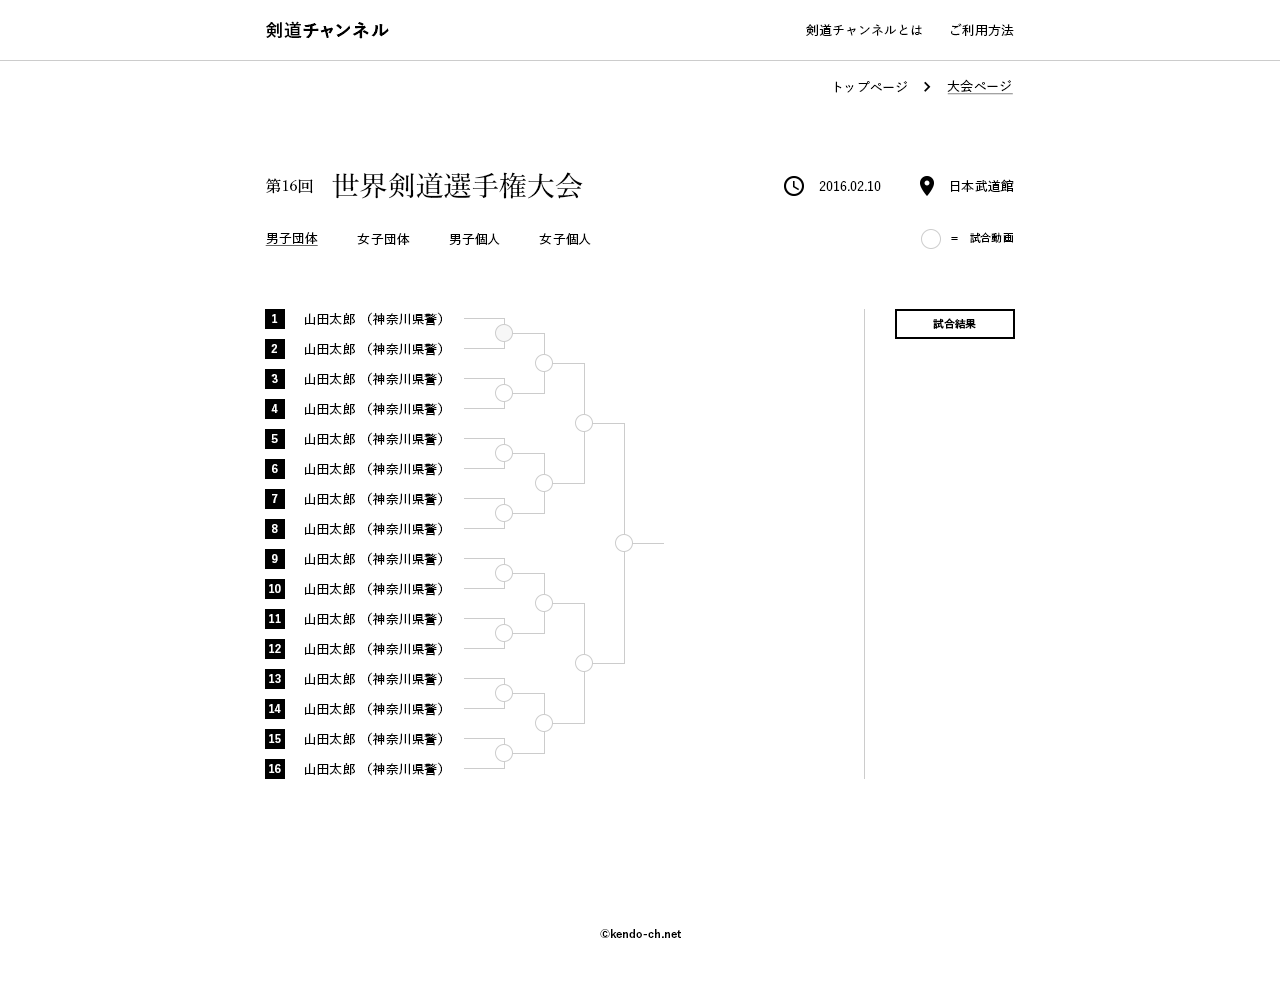 剣道チャンネル
剣道チャンネルとは ご利用方法
トップページ 大会ページ
第16回 世界剣道選手権大会
2016.02.10 日本武道館
男子団体 女子団体 男子個人 女子個人
= 試合動画
試合結果
1 山田太郎 （神奈川県警）
2 山田太郎 （神奈川県警）
3 山田太郎 （神奈川県警）
4 山田太郎 （神奈川県警）
5 山田太郎 （神奈川県警）
6 山田太郎 （神奈川県警）
7 山田太郎 （神奈川県警）
8 山田太郎 （神奈川県警）
9 山田太郎 （神奈川県警）
10 山田太郎 （神奈川県警）
11 山田太郎 （神奈川県警）
12 山田太郎 （神奈川県警）
13 山田太郎 （神奈川県警）
14 山田太郎 （神奈川県警）
15 山田太郎 （神奈川県警）
16 山田太郎 （神奈川県警）
©kendo-ch.net